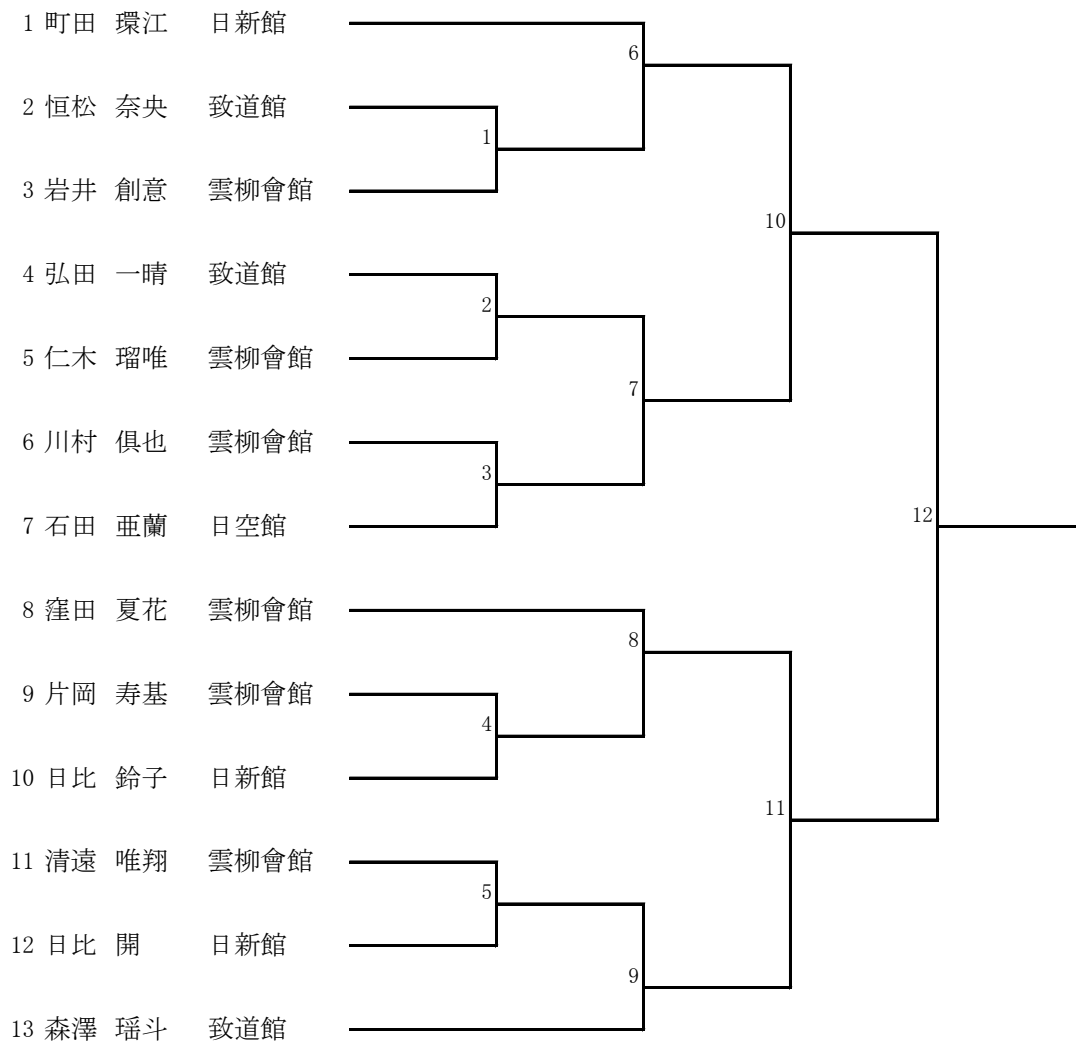 1 町田 環江 日新館
6
2 恒松 奈央 致道館
1
3 岩井 創意 雲柳會館
10
4 弘田 一晴 致道館
2
5 仁木 瑠唯 雲柳會館
7
6 川村 倶也 雲柳會館
3
7 石田 亜蘭 日空館
12
8 窪田 夏花 雲柳會館
8
9 片岡 寿基 雲柳會館
4
10 日比 鈴子 日新館
11
11 清遠 唯翔 雲柳會館
5
12 日比 開 日新館
9
13 森澤 瑶斗 致道館